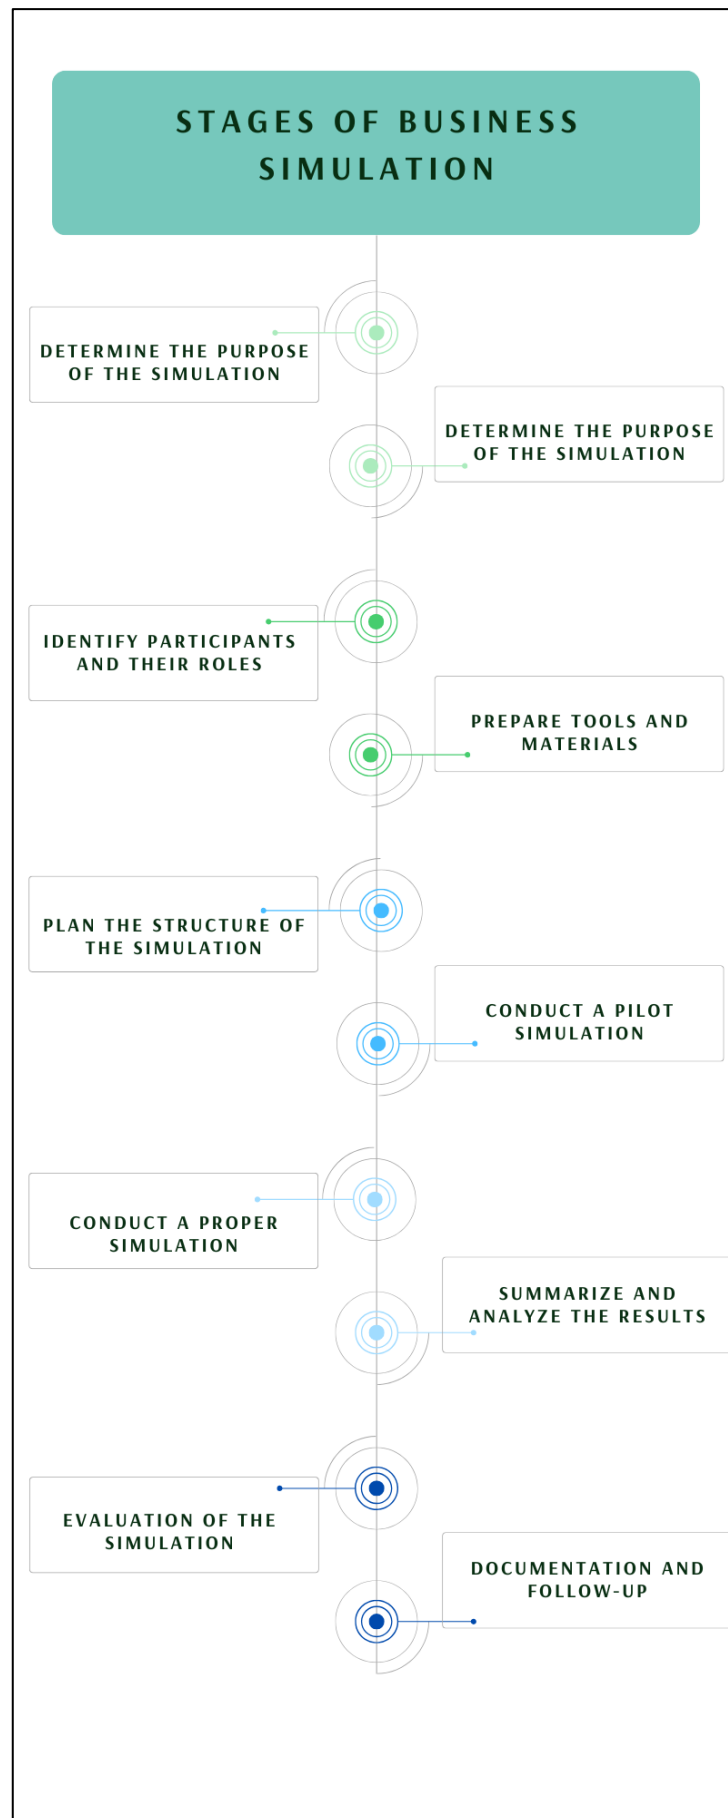 STAGES OF BUSINESS
SIMULATION
DETERMINE THE PURPOSE
OF THE SIMULATION
DETERMINE THE PURPOSE
OF THE SIMULATION
IDENTIFY PARTICIPANTS
AND THEIR ROLES
PREPARE TOOLS AND
MATERIALS
PLAN THE STRUCTURE OF
THE SIMULATION
CONDUCT A PILOT
SIMULATION
CONDUCT A PROPER
SIMULATION
SUMMARIZE AND
ANALYZE THE RESULTS
EVALUATION OF THE
SIMULATION
DOCUMENTATION AND
FOLLOW-UP